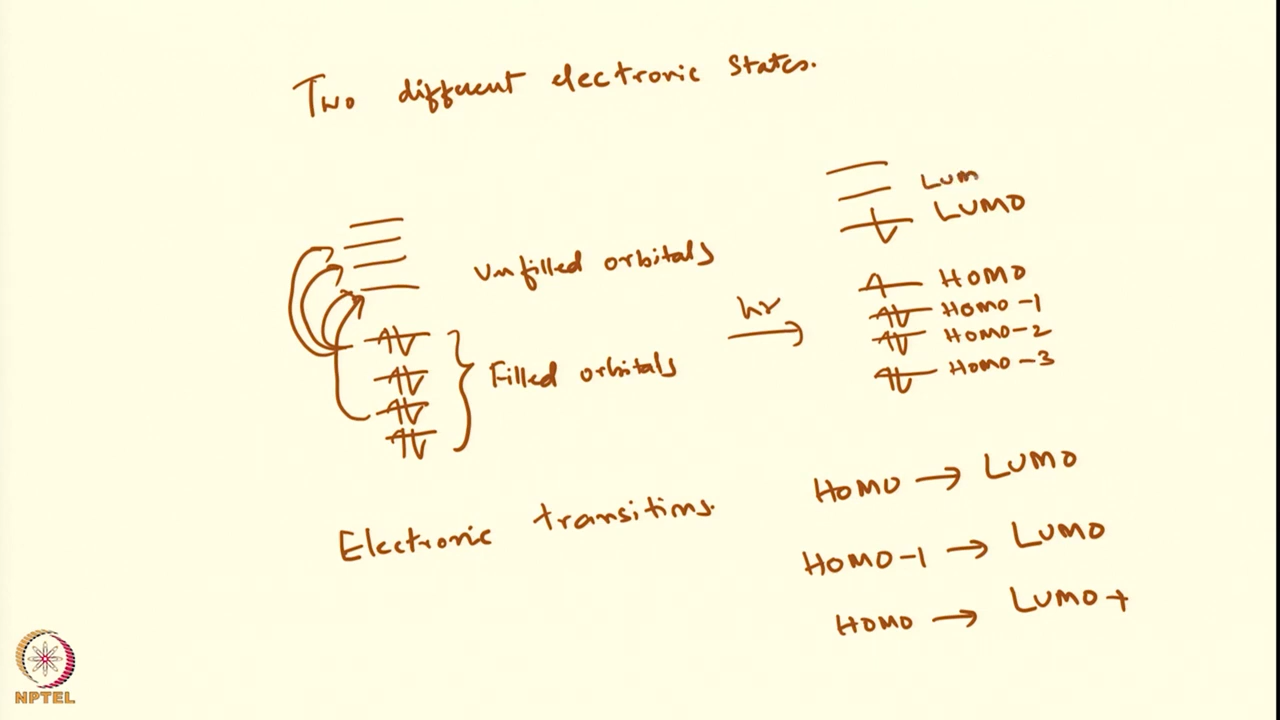 Two different electronic states.
Lum
LUMO
Unfilled orbitals
HOMO
hν
HOMO-1
HOMO-2
Filled orbitals
HOMO-3
HOMO → LUMO
Electronic transitions.
HOMO-1 → LUMO
HOMO → LUMO +
NPTEL